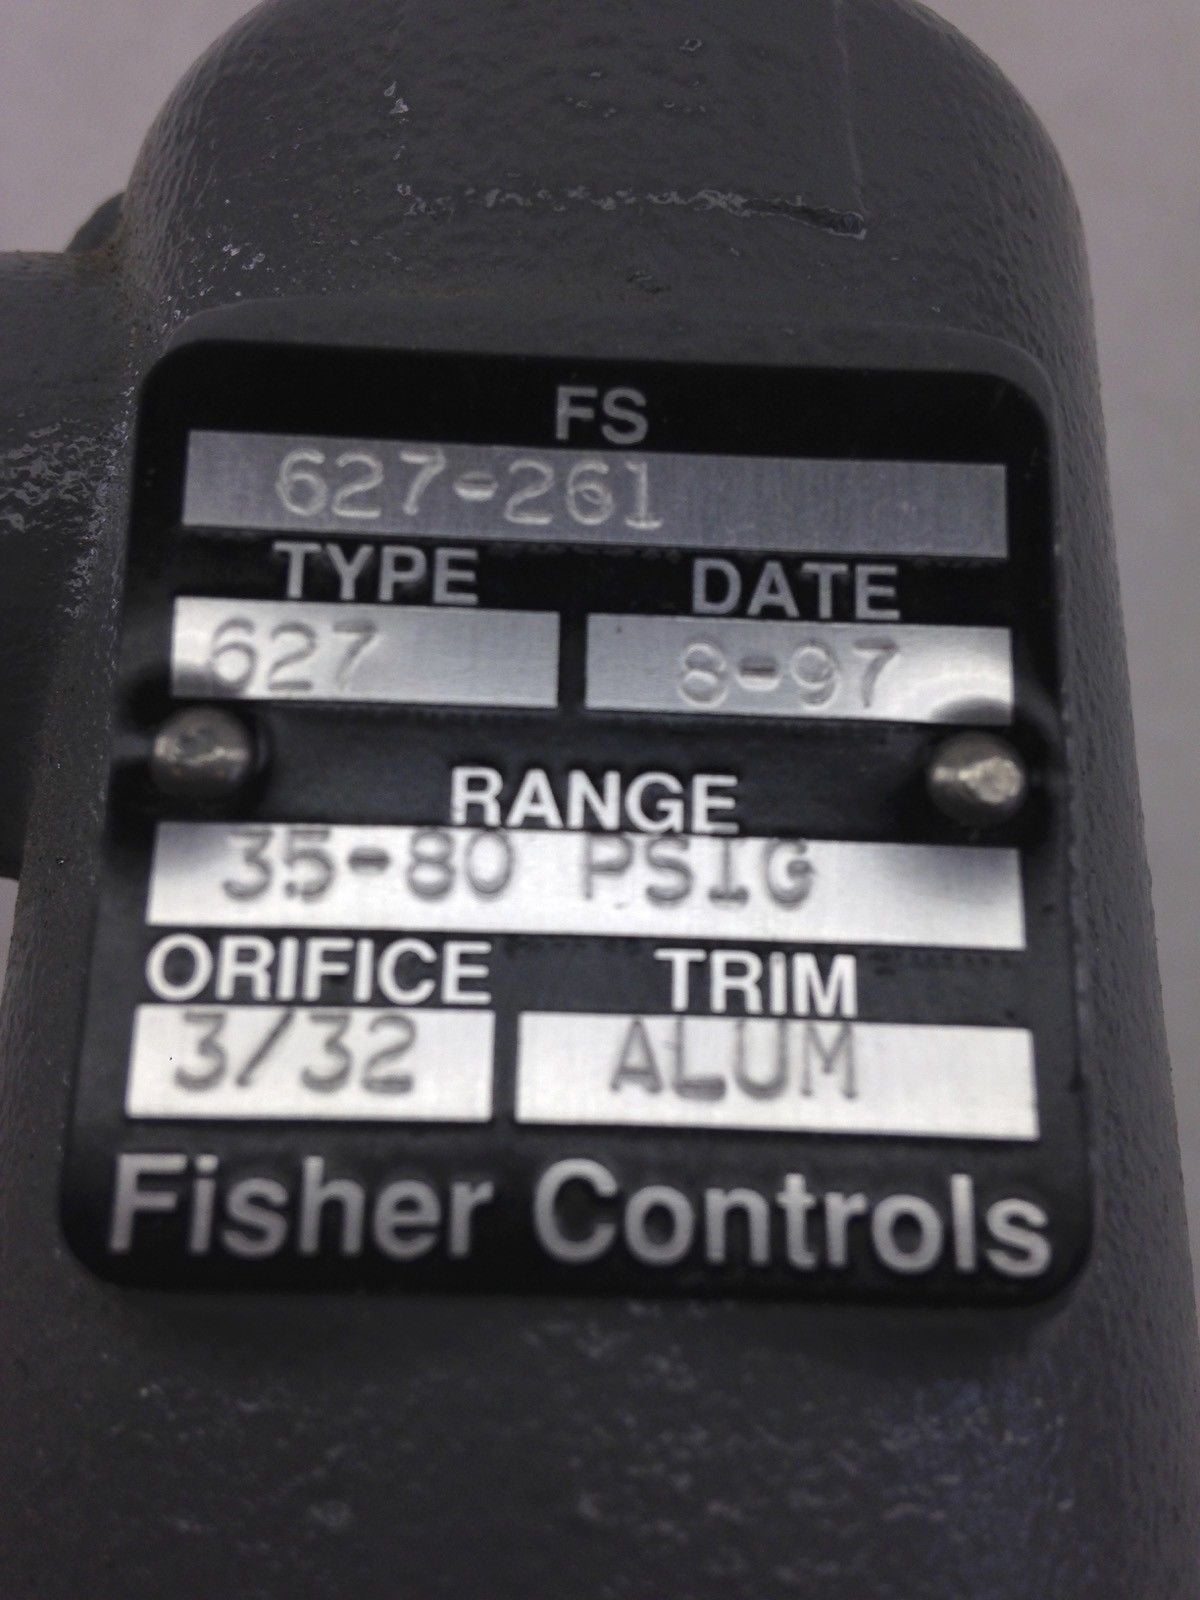 FS
627-261
TYPE DATE
627 8-97
RANGE
35-80 PSIG
ORIFICE TRIM
3/32 ALUM
Fisher Controls